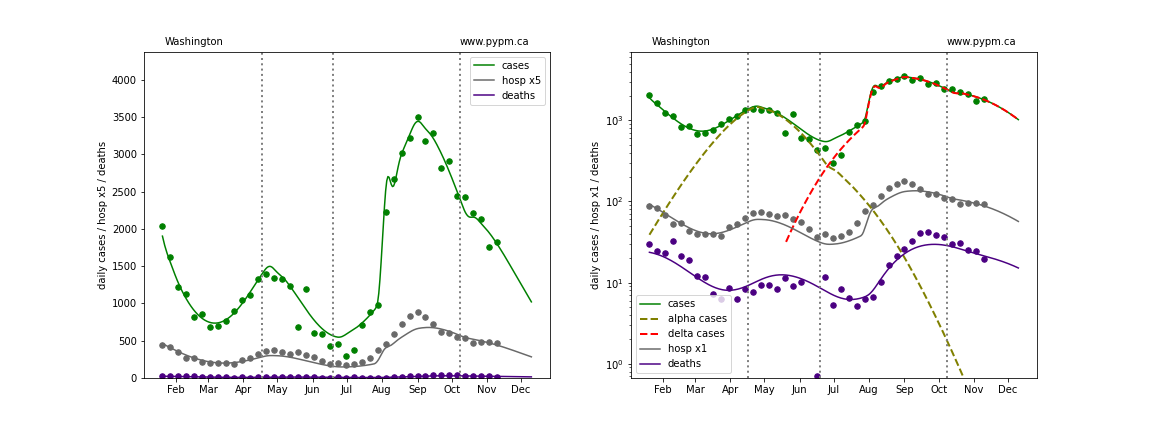 Washington
www.pypm.ca
daily cases / hosp x5 / deaths
4000
3500
3000
2500
2000
1500
1000
500
0
cases
hosp x5
deaths
Feb Mar Apr May Jun Jul Aug Sep Oct Nov Dec
Washington
www.pypm.ca
daily cases / hosp x1 / deaths
10³
10²
10¹
10⁰
cases
alpha cases
delta cases
hosp x1
deaths
Feb Mar Apr May Jun Jul Aug Sep Oct Nov Dec